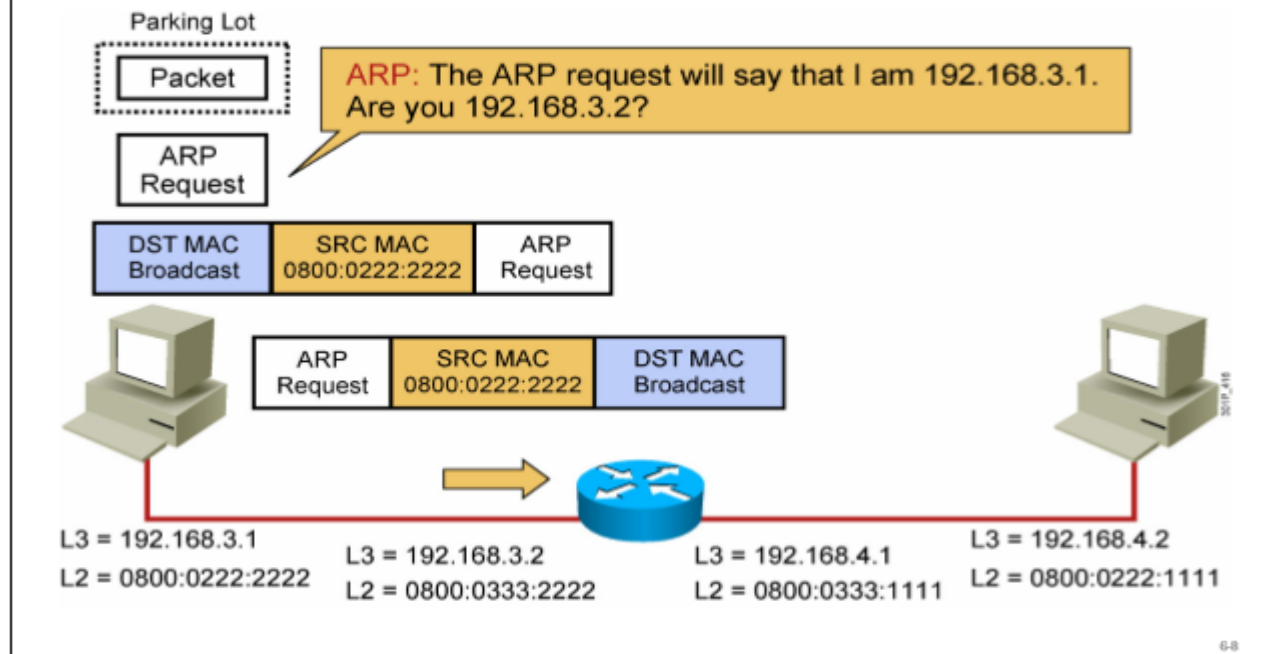 Parking Lot
Packet
ARP: The ARP request will say that I am 192.168.3.1.
Are you 192.168.3.2?
ARP
Request
DST MAC
Broadcast
SRC MAC
0800:0222:2222
ARP
Request
ARP
Request
SRC MAC
0800:0222:2222
DST MAC
Broadcast
L3 = 192.168.3.1
L2 = 0800:0222:2222
L3 = 192.168.3.2
L2 = 0800:0333:2222
L3 = 192.168.4.1
L2 = 0800:0333:1111
L3 = 192.168.4.2
L2 = 0800:0222:1111
6-8